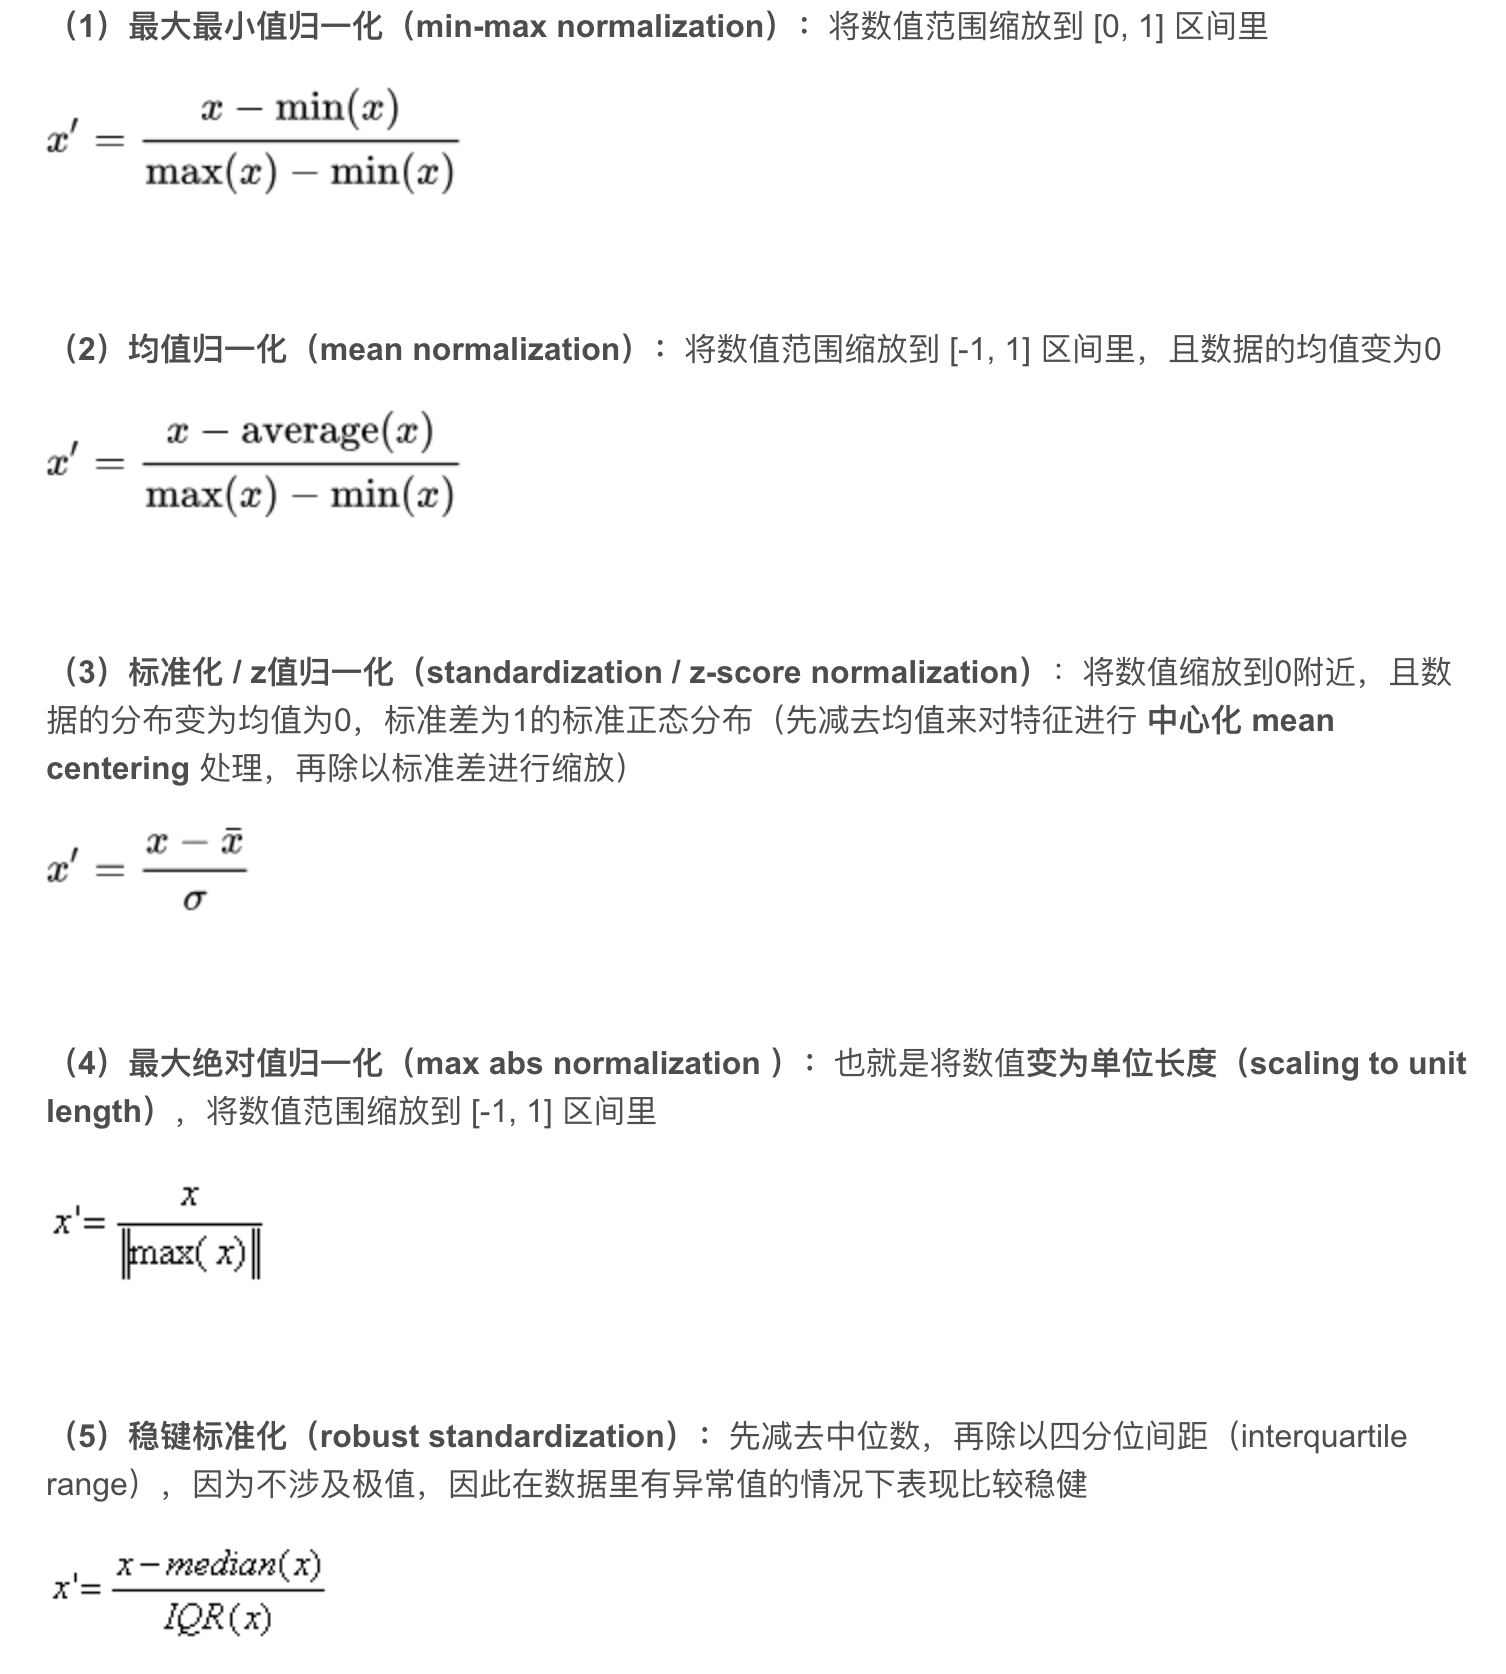 （1）最大最小值归一化（min-max normalization）：将数值范围缩放到 [0, 1] 区间里
x′ = \frac{x − min(x)}{max(x) − min(x)}
（2）均值归一化（mean normalization）：将数值范围缩放到 [-1, 1] 区间里，且数据的均值变为0
x′ = \frac{x − average(x)}{max(x) − min(x)}
（3）标准化 / z值归一化（standardization / z-score normalization）：将数值缩放到0附近，且数
据的分布变为均值为0，标准差为1的标准正态分布（先减去均值来对特征进行 中心化 mean
centering 处理，再除以标准差进行缩放）
x′ = \frac{x − x̄}{σ}
（4）最大绝对值归一化（max abs normalization ）：也就是将数值变为单位长度（scaling to unit
length），将数值范围缩放到 [-1, 1] 区间里
x'= \frac{x}{‖max( x)‖}
（5）稳键标准化（robust standardization）：先减去中位数，再除以四分位间距（interquartile
range），因为不涉及极值，因此在数据里有异常值的情况下表现比较稳健
x'= \frac{x−median(x)}{IQR(x)}